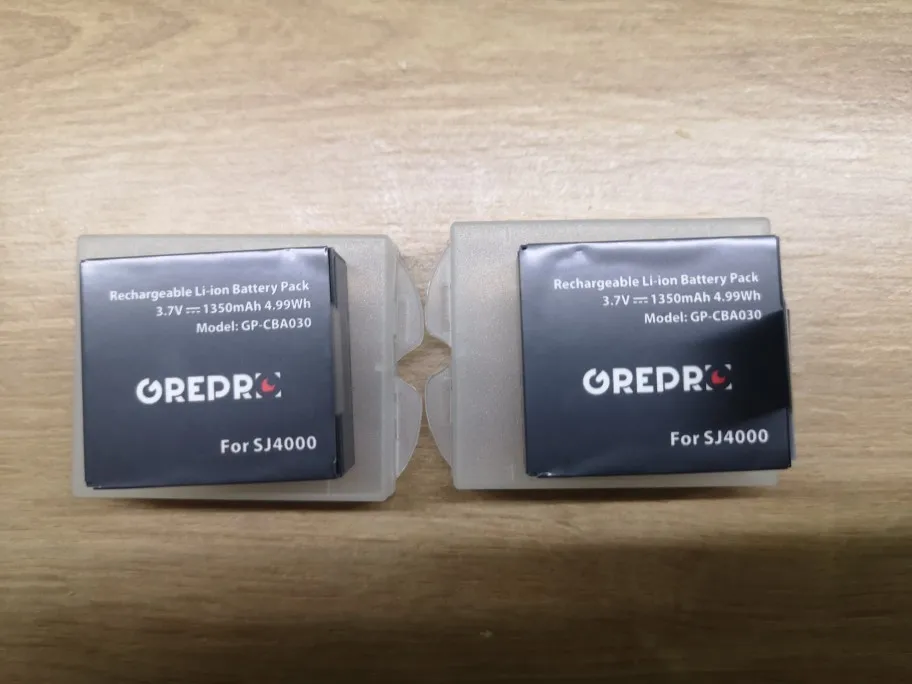 Rechargeable Li-ion Battery Pack
3.7V ⎓ 1350mAh 4.99Wh
Model: GP-CBA030
GREPRO
For SJ4000
Rechargeable Li-ion Battery Pack
3.7V ⎓ 1350mAh 4.99Wh
Model: GP-CBA030
GREPRO
For SJ4000